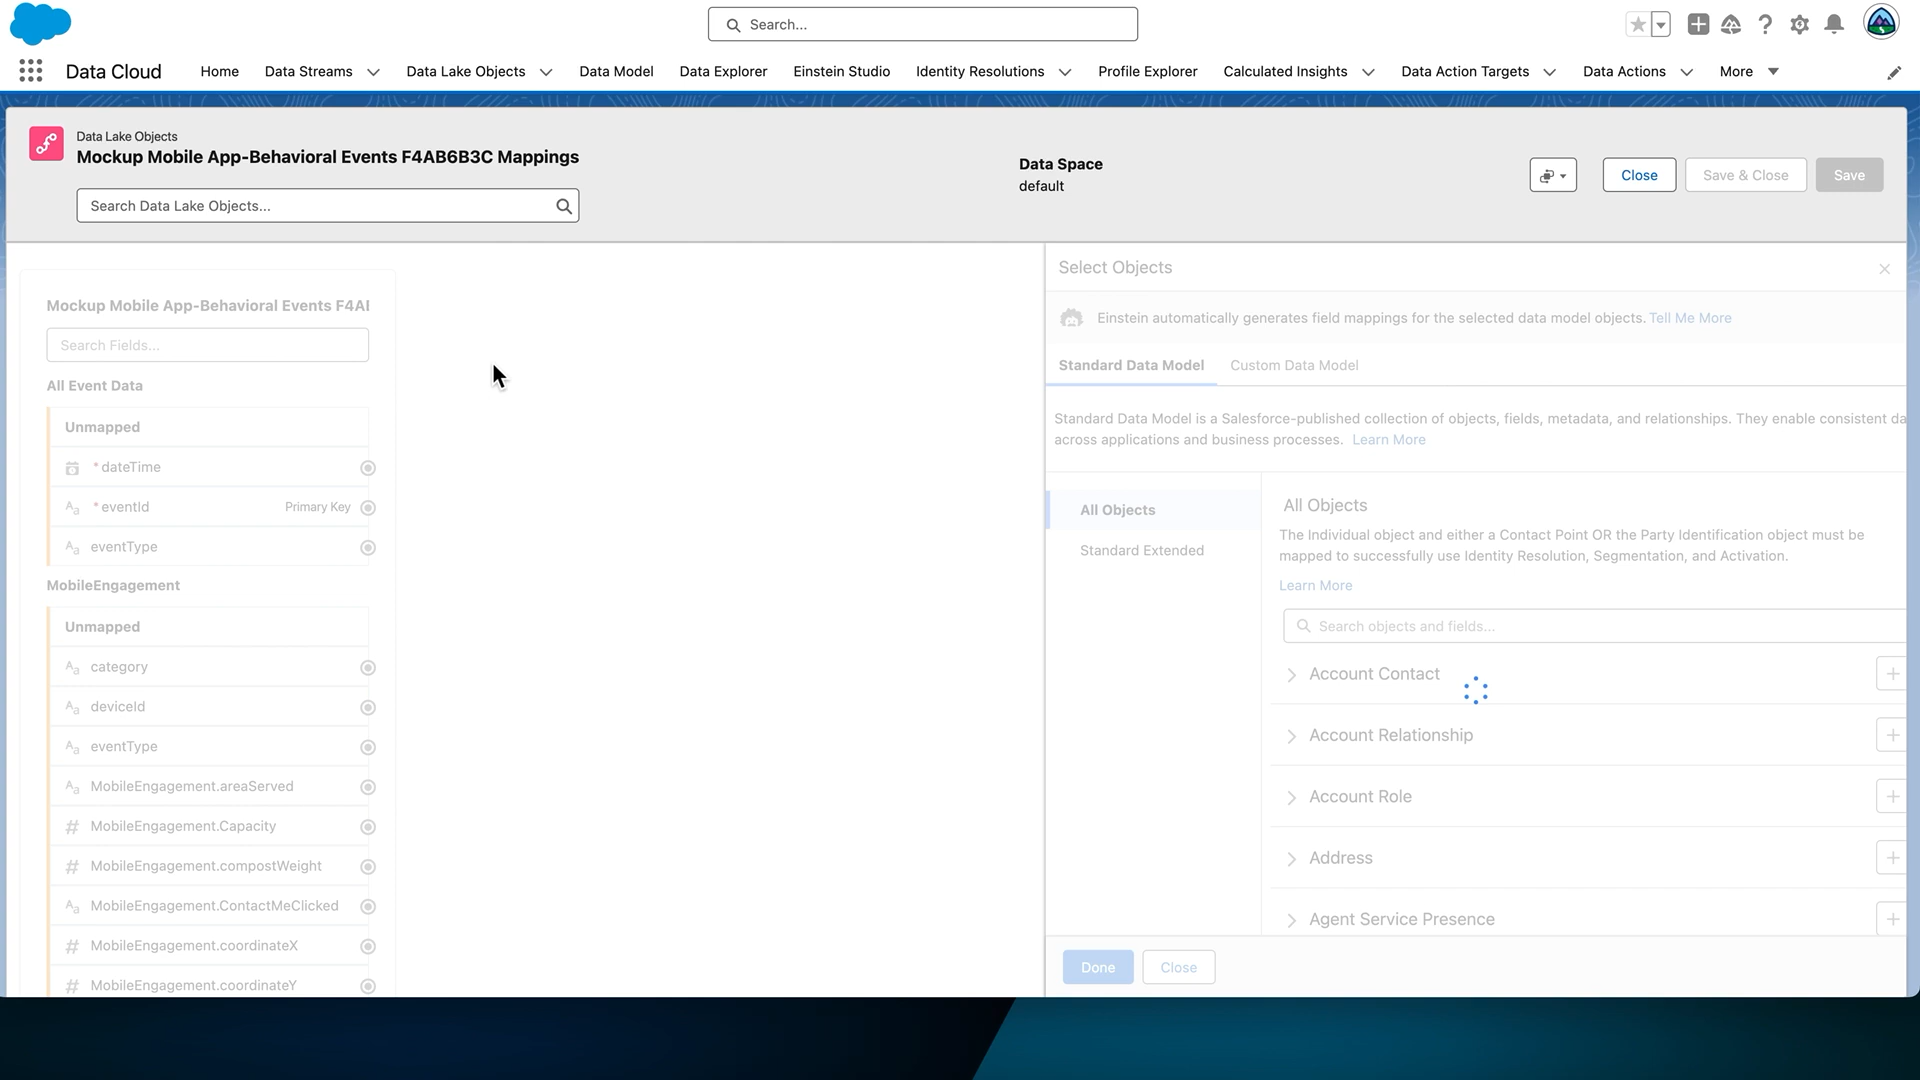 Search...
Data Cloud
Home
Data Streams
Data Lake Objects
Data Model
Data Explorer
Einstein Studio
Identity Resolutions
Profile Explorer
Calculated Insights
Data Action Targets
Data Actions
More
Data Lake Objects
Mockup Mobile App-Behavioral Events F4AB6B3C Mappings
Search Data Lake Objects...
Data Space
default
Close
Save & Close
Save
Mockup Mobile App-Behavioral Events F4AI
Search Fields...
All Event Data
Unmapped
* dateTime
* eventId Primary Key
eventType
MobileEngagement
Unmapped
category
deviceId
eventType
MobileEngagement.areaServed
MobileEngagement.Capacity
MobileEngagement.compostWeight
MobileEngagement.ContactMeClicked
MobileEngagement.coordinateX
MobileEngagement.coordinateY
Select Objects
Einstein automatically generates field mappings for the selected data model objects. Tell Me More
Standard Data Model
Custom Data Model
Standard Data Model is a Salesforce-published collection of objects, fields, metadata, and relationships. They enable consistent da
across applications and business processes. Learn More
All Objects
Standard Extended
All Objects
The Individual object and either a Contact Point OR the Party Identification object must be
mapped to successfully use Identity Resolution, Segmentation, and Activation.
Learn More
Search objects and fields...
Account Contact
Account Relationship
Account Role
Address
Agent Service Presence
Done
Close